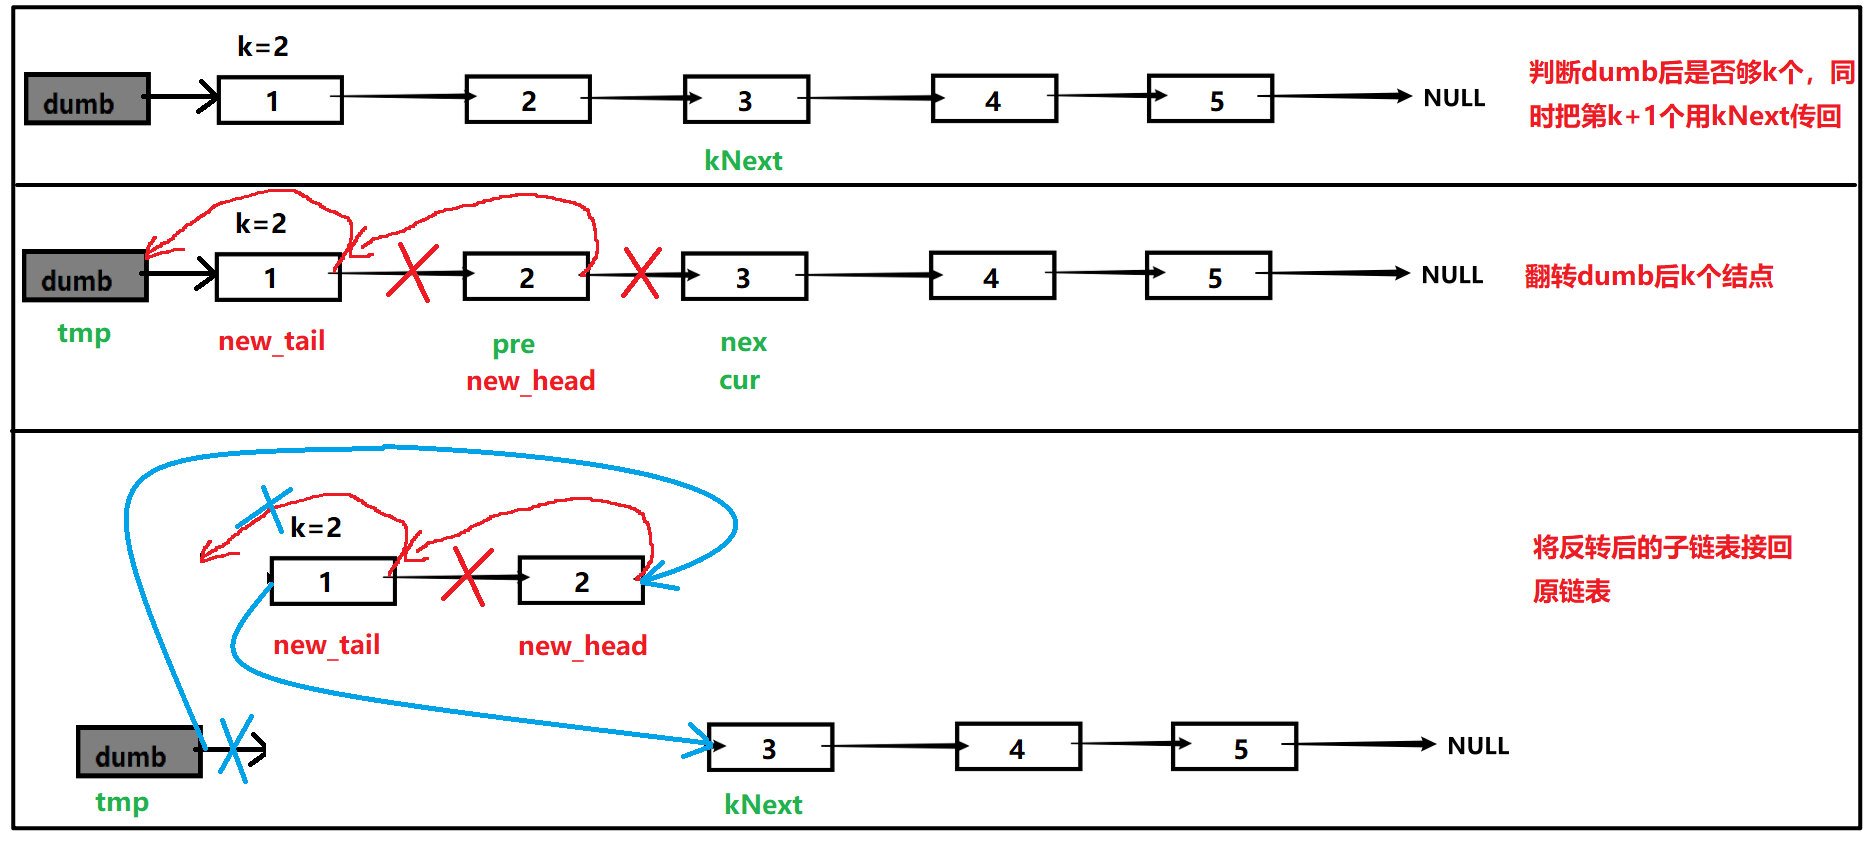 k=2
dumb
1
2
3
4
5
NULL
kNext
判断dumb后是否够k个，同
时把第k+1个用kNext传回
k=2
dumb
1
2
3
4
5
NULL
翻转dumb后k个结点
tmp
new_tail
pre
new_head
nex
cur
k=2
1
2
new_tail
new_head
将反转后的子链表接回
原链表
dumb
3
4
5
NULL
tmp
kNext